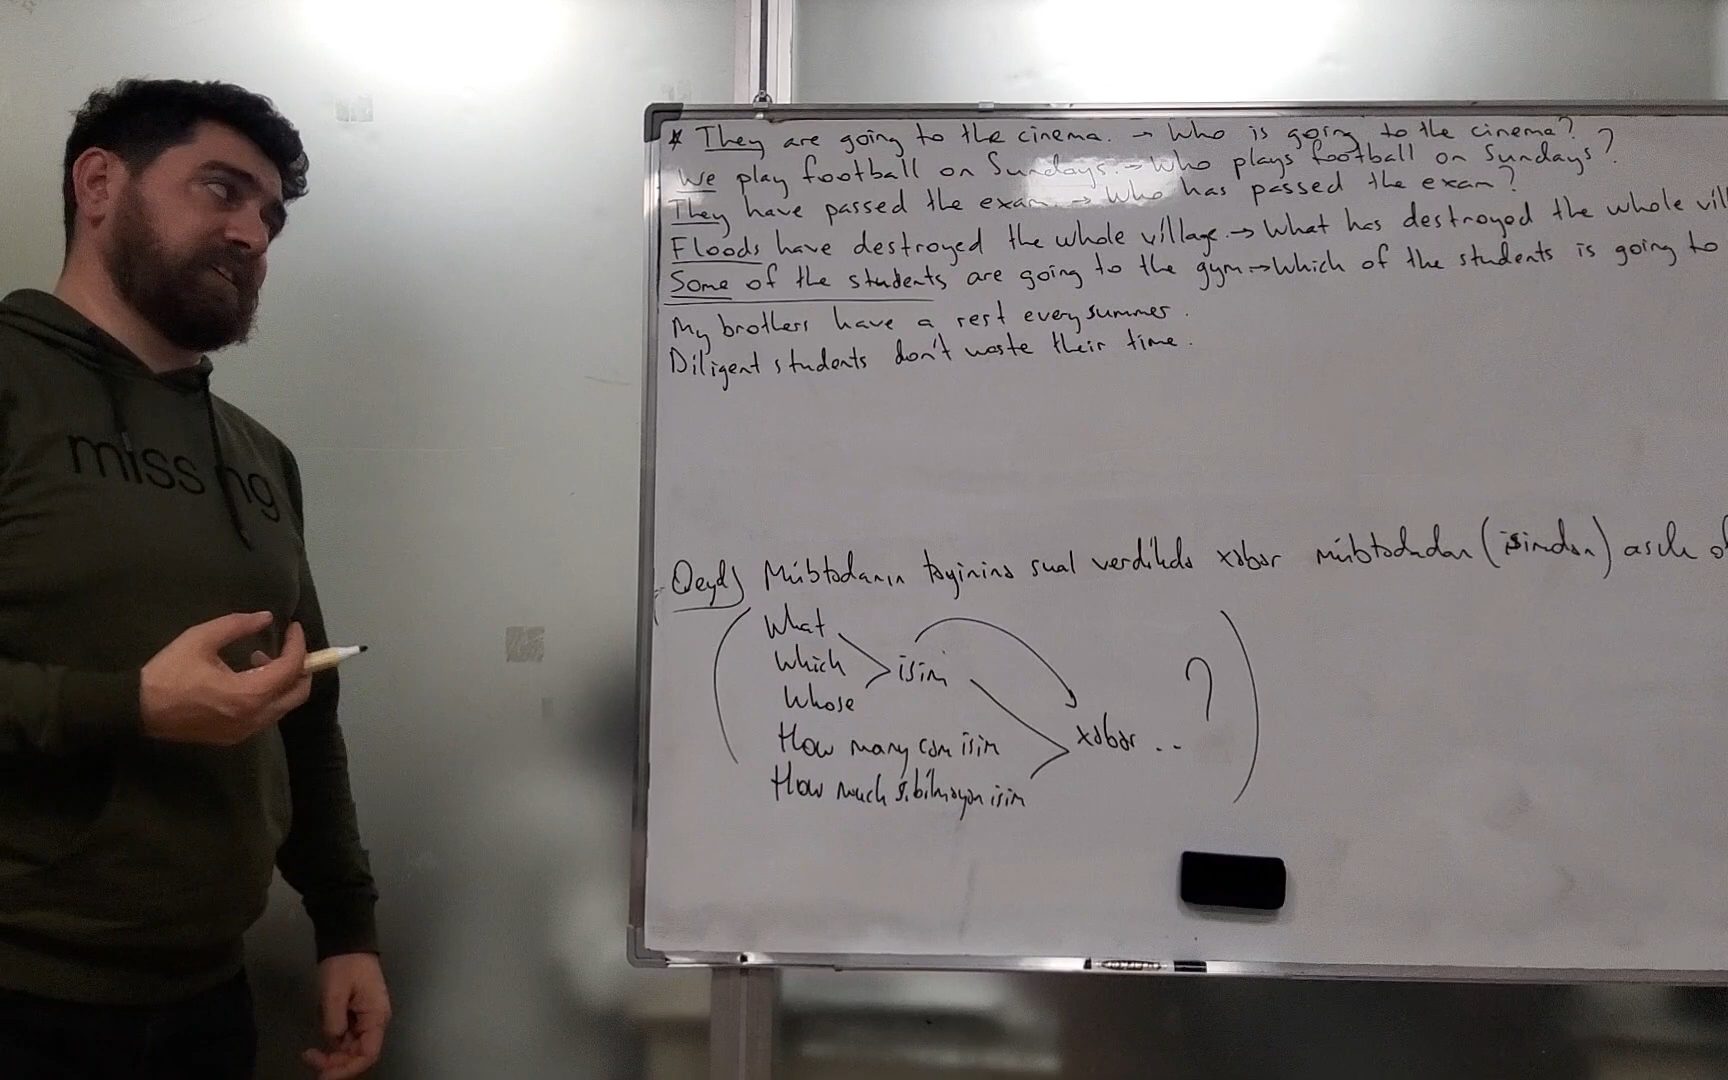 missing
* They are going to the cinema. → Who is going to the cinema?
We play football on Sundays. → Who plays football on Sundays?
They have passed the exam. → Who has passed the exam?
Floods have destroyed the whole village. → What has destroyed the whole vill
Some of the students are going to the gym → Which of the students is going to
My brothers have a rest every summer.
Diligent students don't waste their time.
Qeyd: Mübtədanın təyininə sual verdikdə xəbər mübtədadan (isimdən) asılı
What
Which
Whose
isim
How many cəm isim
How much s.bilməyən isim
xəbər .. ?